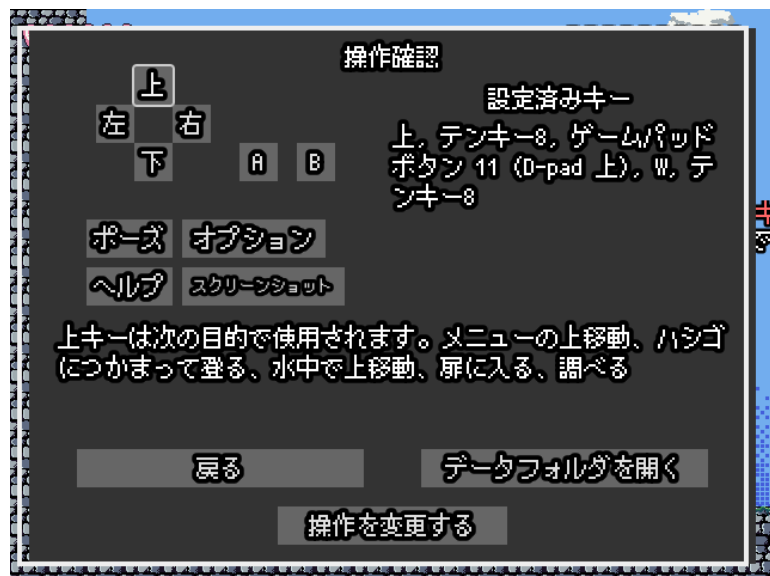 操作確認
上
左 右
下
A B
設定済みキー
上, テンキー8, ゲームパッド
ボタン 11 (D-pad 上), W, テ
ンキー8
ポーズ オプション
ヘルプ スクリーンショット
上キーは次の目的で使用されます。メニューの上移動、ハシゴ
につかまって登る、水中で上移動、扉に入る、調べる
戻る データフォルダを開く
操作を変更する